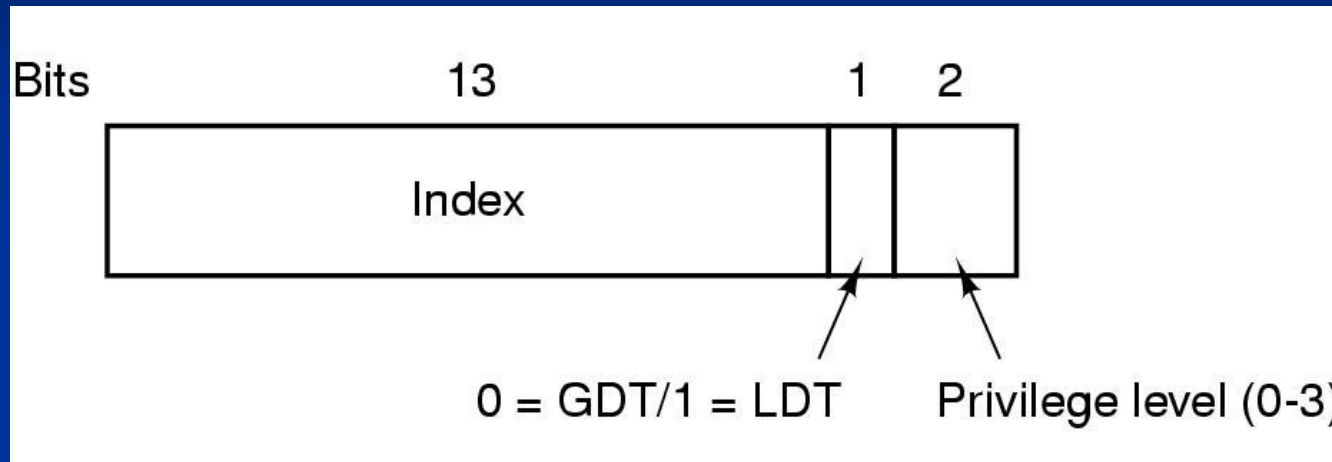 Bits 13 1 2
Index
0 = GDT/1 = LDT Privilege level (0-3)